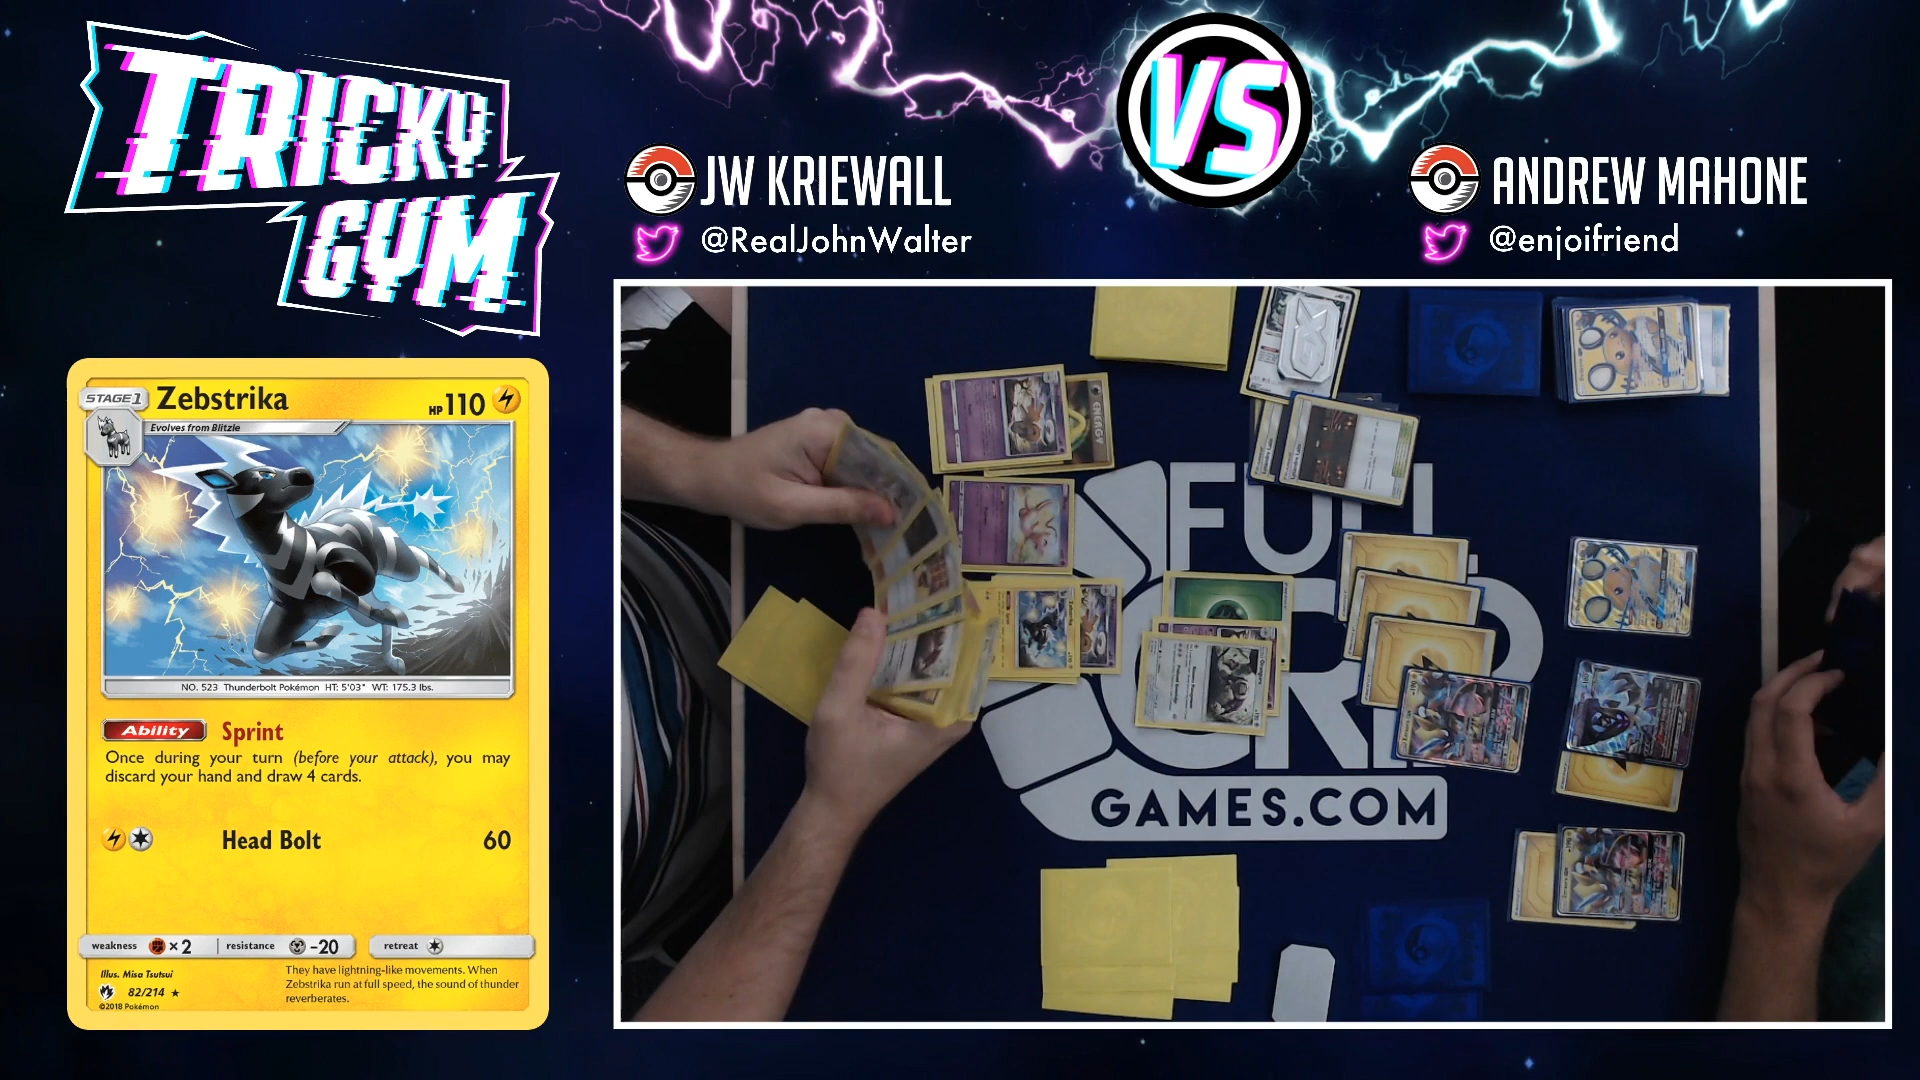 TRICKY
GYM
VS
JW KRIEWALL
@RealJohnWalter
ANDREW MAHONE
@enjoifriend
STAGE 1
Zebstrika
HP 110
Evolves from Blitzle
NO. 523 Thunderbolt Pokémon HT: 5'03" WT: 175.3 lbs.
Ability Sprint
Once during your turn (before your attack), you may
discard your hand and draw 4 cards.
Head Bolt 60
weakness ×2 resistance -20 retreat
Illus. Misa Tsutsui
82/214 ★
©2018 Pokémon
They have lightning-like movements. When
Zebstrika run at full speed, the sound of thunder
reverberates.
ENERGY
FULL
GRIP
GAMES.COM